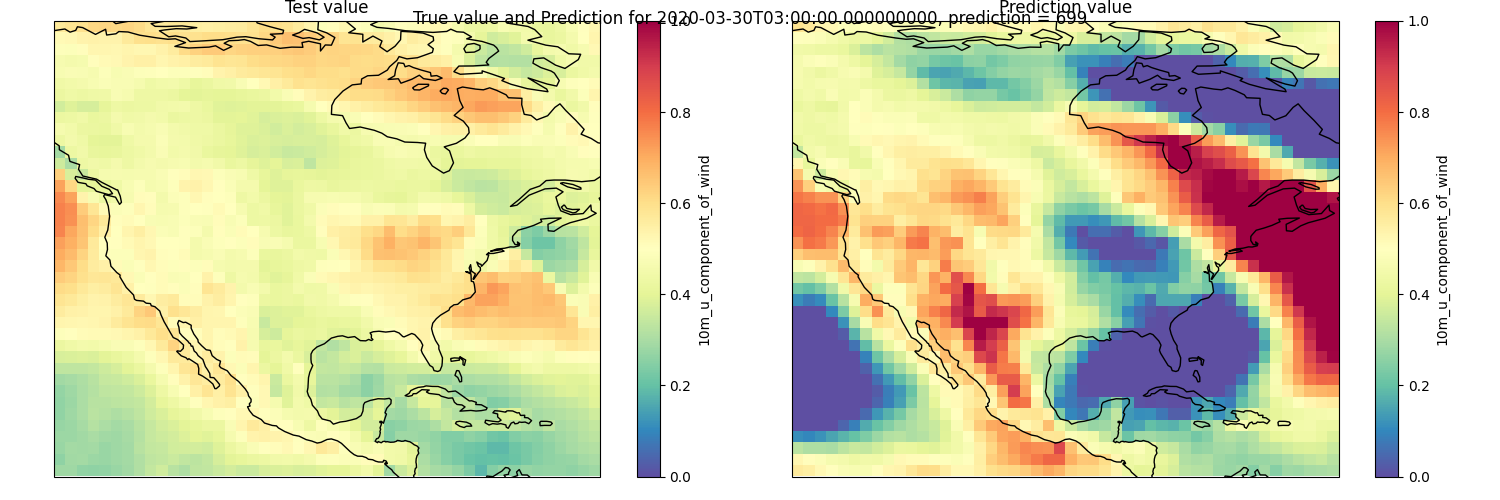 Test value
True value and Prediction for 2020-03-30T03:00:00.000000000, prediction = 699
Prediction value
1.0
0.8
0.6
0.4
0.2
0.0
10m_u_component_of_wind
1.0
0.8
0.6
0.4
0.2
0.0
10m_u_component_of_wind